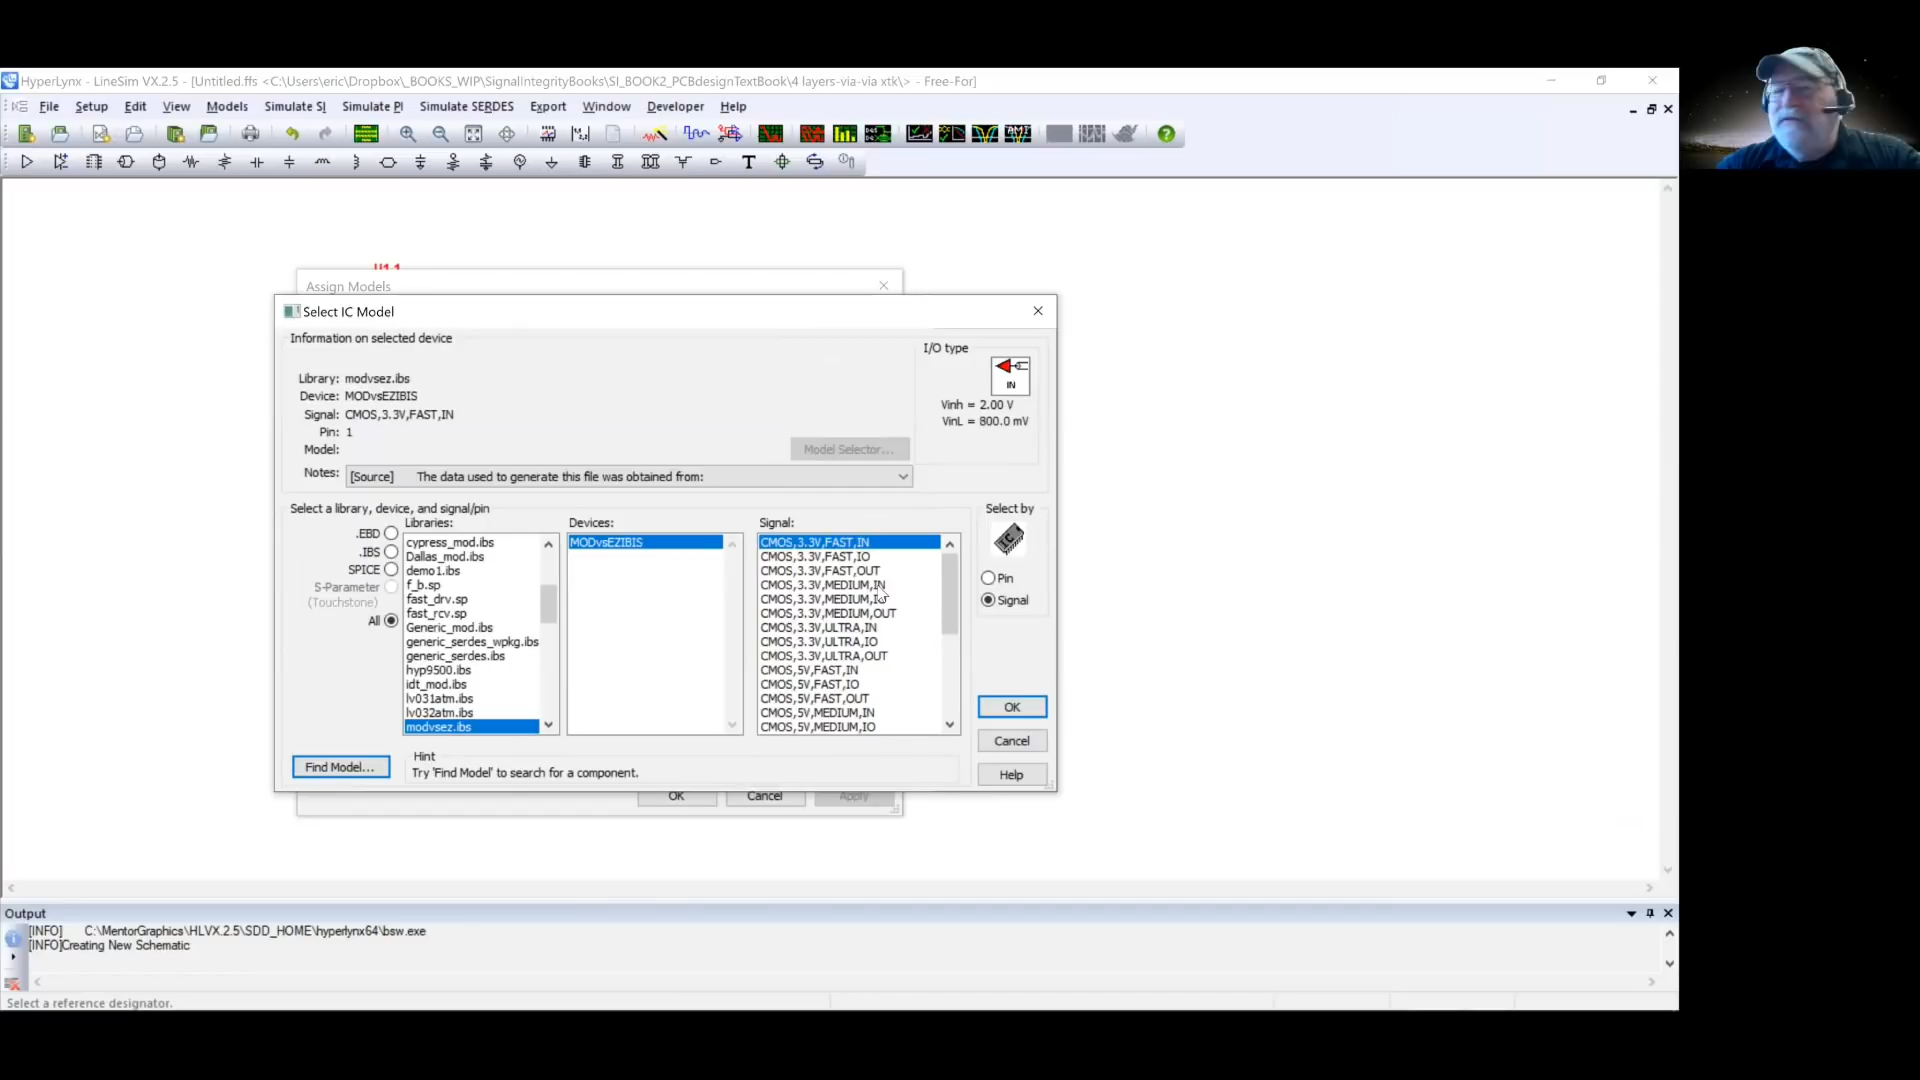 HyperLynx - LineSim VX.2.5 - [Untitled.ffs <C:\Users\eric\Dropbox\_BOOKS_WIP\SignalIntegrityBooks\SI_BOOK2_PCBdesignTextBook\4 layers-via-via xtk\> - Free-For]
File Setup Edit View Models Simulate SI Simulate PI Simulate SERDES Export Window Developer Help
T
U1.1
Assign Models
Select IC Model
Information on selected device
I/O type
IN
Library: modvsez.ibs
Device: MODvsEZIBIS
Vinh = 2.00 V
Signal: CMOS,3.3V,FAST,IN
VinL = 800.0 mV
Pin: 1
Model:
Model Selector...
Notes: [Source] The data used to generate this file was obtained from:
Select a library, device, and signal/pin
Select by
Libraries:
Devices:
Signal:
.EBD
.IBS
SPICE
S-Parameter
(Touchstone)
All
cypress_mod.ibs
Dallas_mod.ibs
demo1.ibs
f_b.sp
fast_drv.sp
fast_rcv.sp
Generic_mod.ibs
generic_serdes_wpkg.ibs
generic_serdes.ibs
hyp9500.ibs
idt_mod.ibs
lv031atm.ibs
lv032atm.ibs
modvsez.ibs
MODvsEZIBIS
CMOS,3.3V,FAST,IN
CMOS,3.3V,FAST,IO
CMOS,3.3V,FAST,OUT
CMOS,3.3V,MEDIUM,IN
CMOS,3.3V,MEDIUM,IO
CMOS,3.3V,MEDIUM,OUT
CMOS,3.3V,ULTRA,IN
CMOS,3.3V,ULTRA,IO
CMOS,3.3V,ULTRA,OUT
CMOS,5V,FAST,IN
CMOS,5V,FAST,IO
CMOS,5V,FAST,OUT
CMOS,5V,MEDIUM,IN
CMOS,5V,MEDIUM,IO
IC
Pin
Signal
OK
Cancel
Help
Find Model...
Hint
Try 'Find Model' to search for a component.
OK Cancel Apply
Output
[INFO] C:\MentorGraphics\HLVX.2.5\SDD_HOME\hyperlynx64\bsw.exe
[INFO]Creating New Schematic
Select a reference designator.